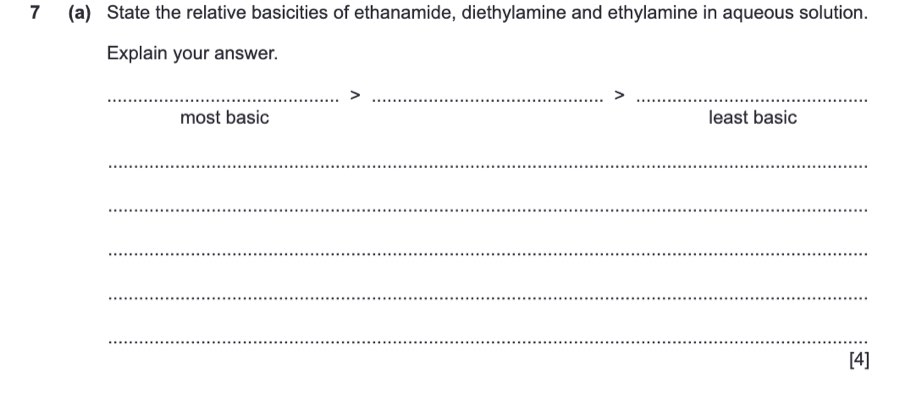 7 (a) State the relative basicities of ethanamide, diethylamine and ethylamine in aqueous solution.
Explain your answer.
.............................................. > .............................................. > ..............................................
most basic least basic
..........................................................................................................................................
..........................................................................................................................................
..........................................................................................................................................
..........................................................................................................................................
..........................................................................................................................................
[4]